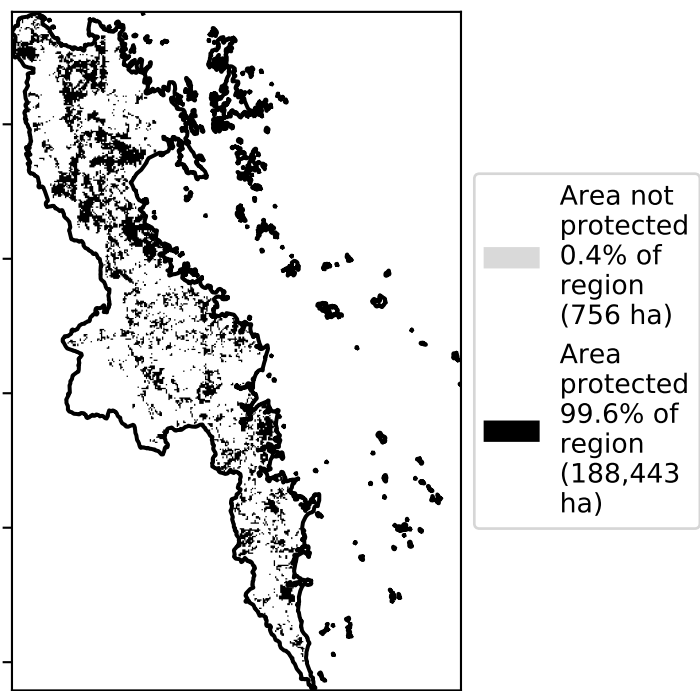 Area not
protected
0.4% of
region
(756 ha)
Area
protected
99.6% of
region
(188,443
ha)